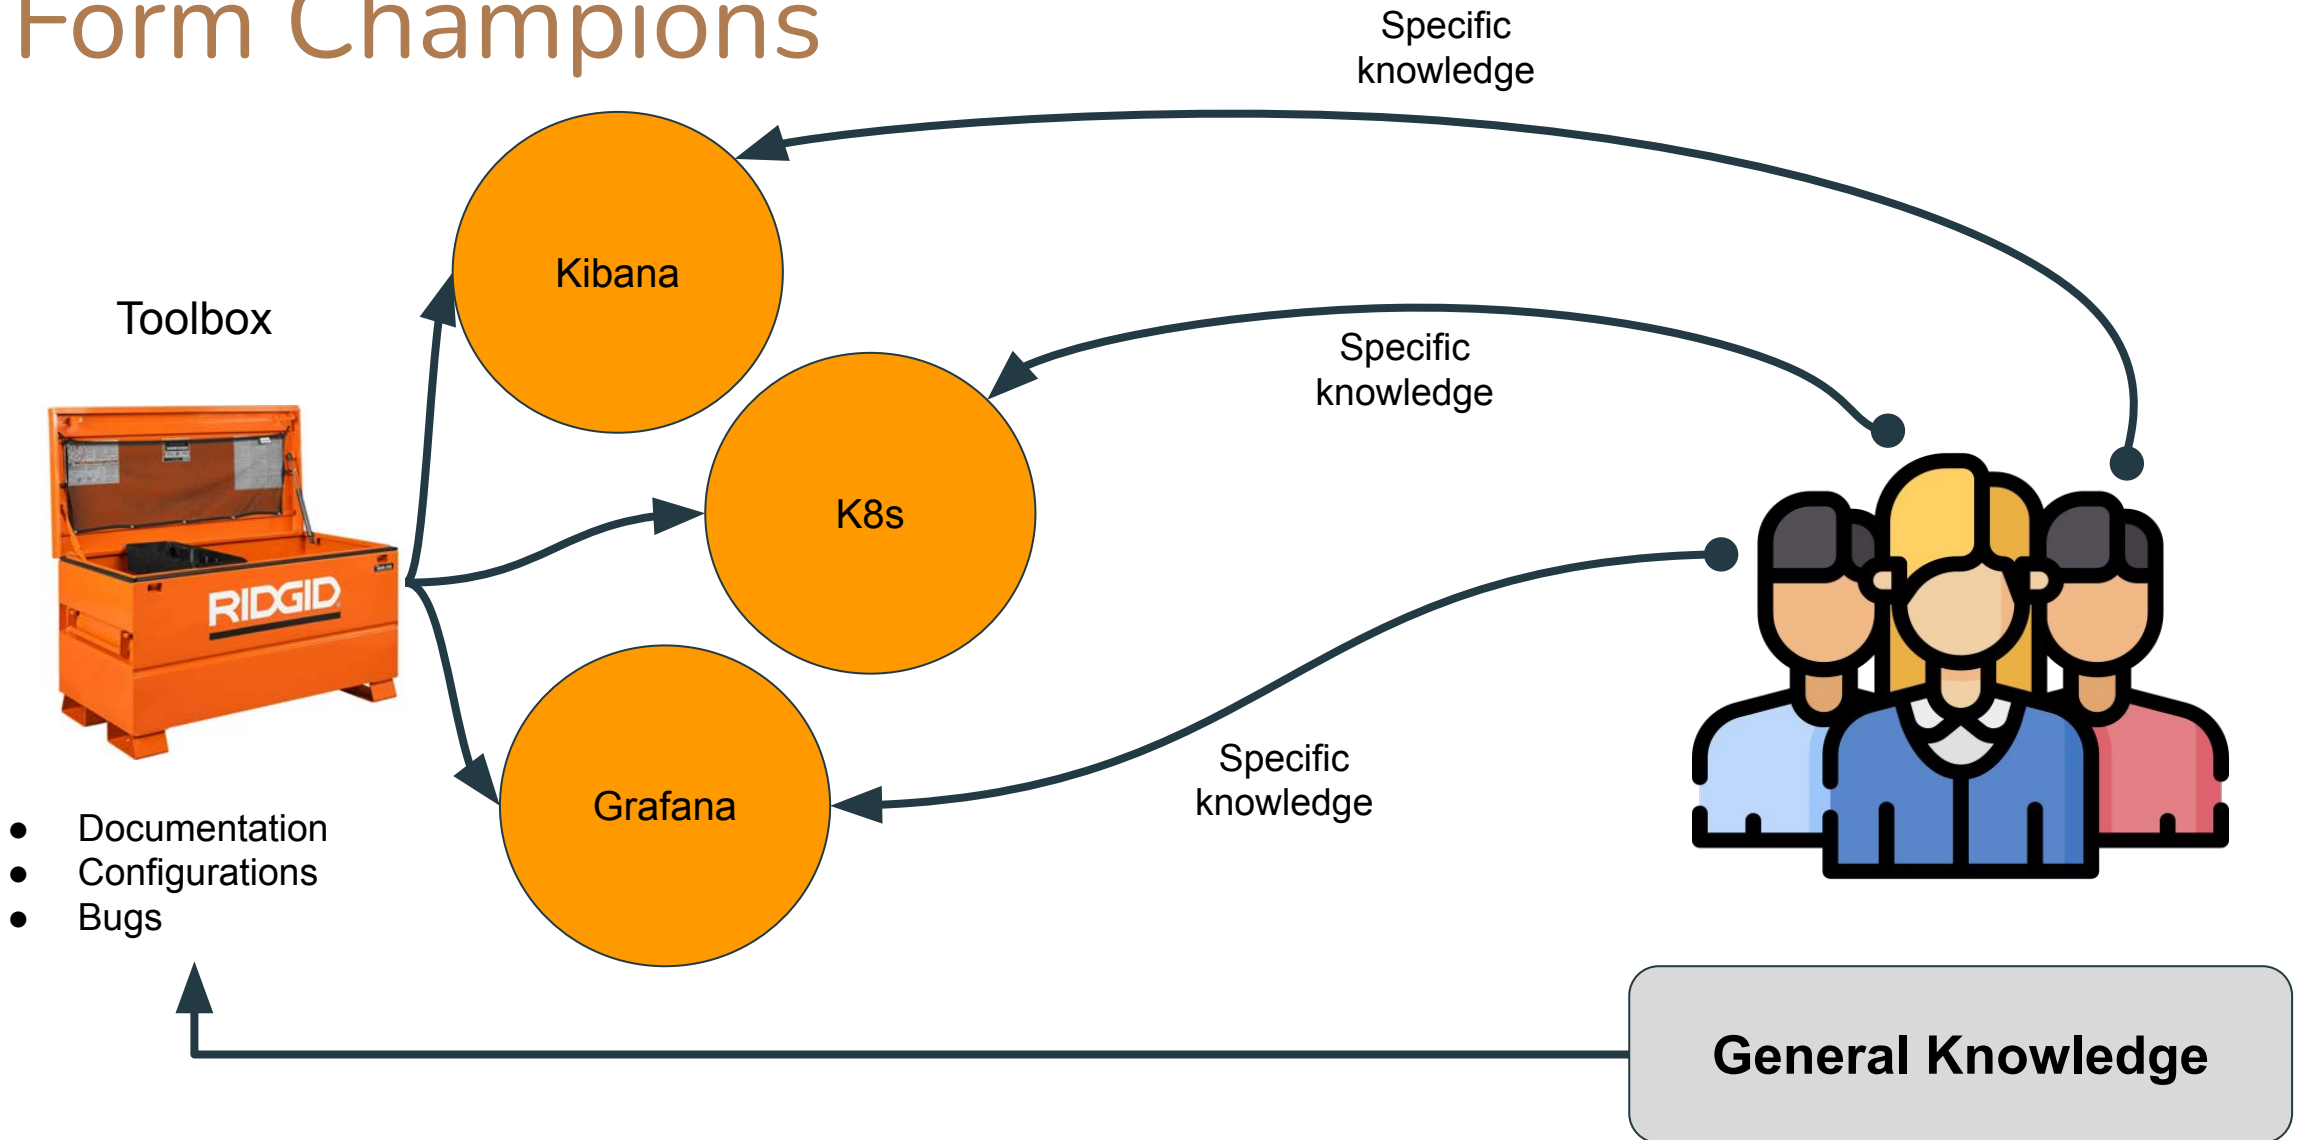 Form Champions
Specific
knowledge
Kibana
Toolbox
Specific
knowledge
K8s
RIDGID
Specific
knowledge
Grafana
● Documentation
● Configurations
● Bugs
General Knowledge